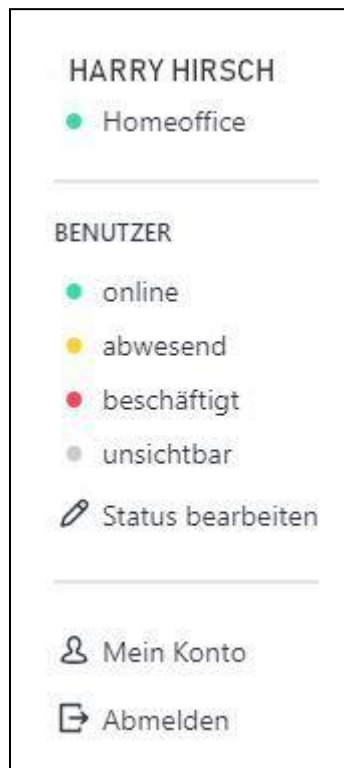 HARRY HIRSCH
Homeoffice
BENUTZER
online
abwesend
beschäftigt
unsichtbar
Status bearbeiten
Mein Konto
Abmelden